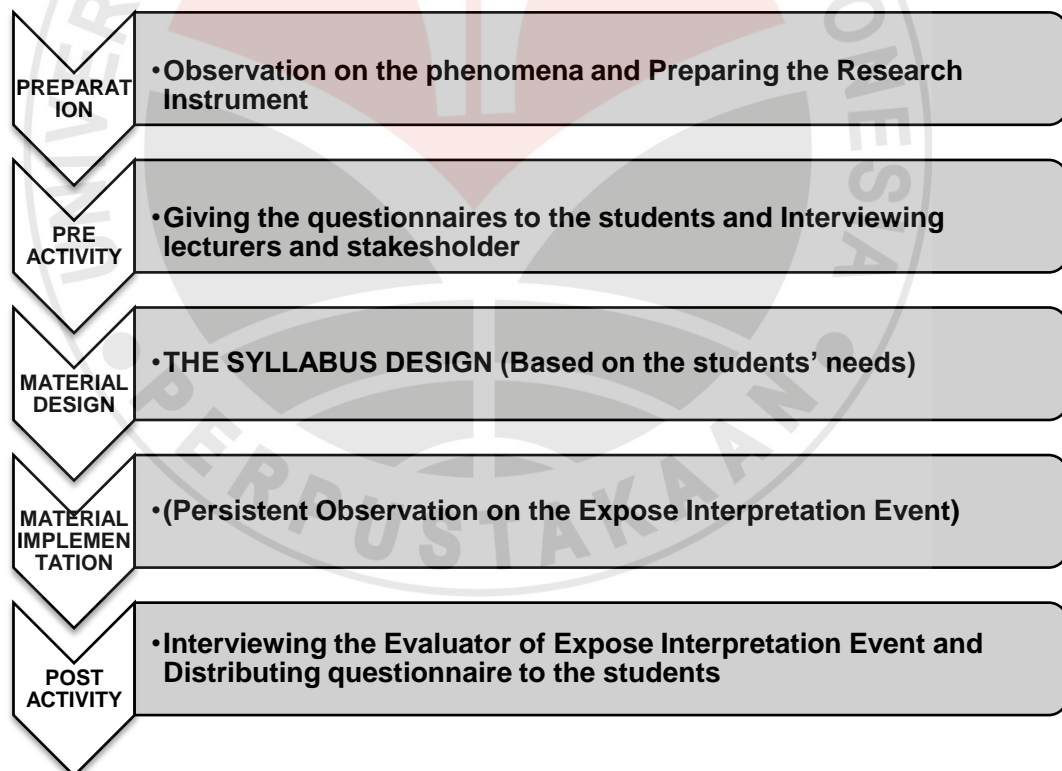 PREPARAT
ION
•Observation on the phenomena and Preparing the Research
Instrument
PRE
ACTIVITY
•Giving the questionnaires to the students and Interviewing
lecturers and stakesholder
MATERIAL
DESIGN
•THE SYLLABUS DESIGN (Based on the students’ needs)
MATERIAL
IMPLEMEN
TATION
•(Persistent Observation on the Expose Interpretation Event)
POST
ACTIVITY
•Interviewing the Evaluator of Expose Interpretation Event and
Distributing questionnaire to the students
UNIVER
ONESIA
PERPUSTAKAAN